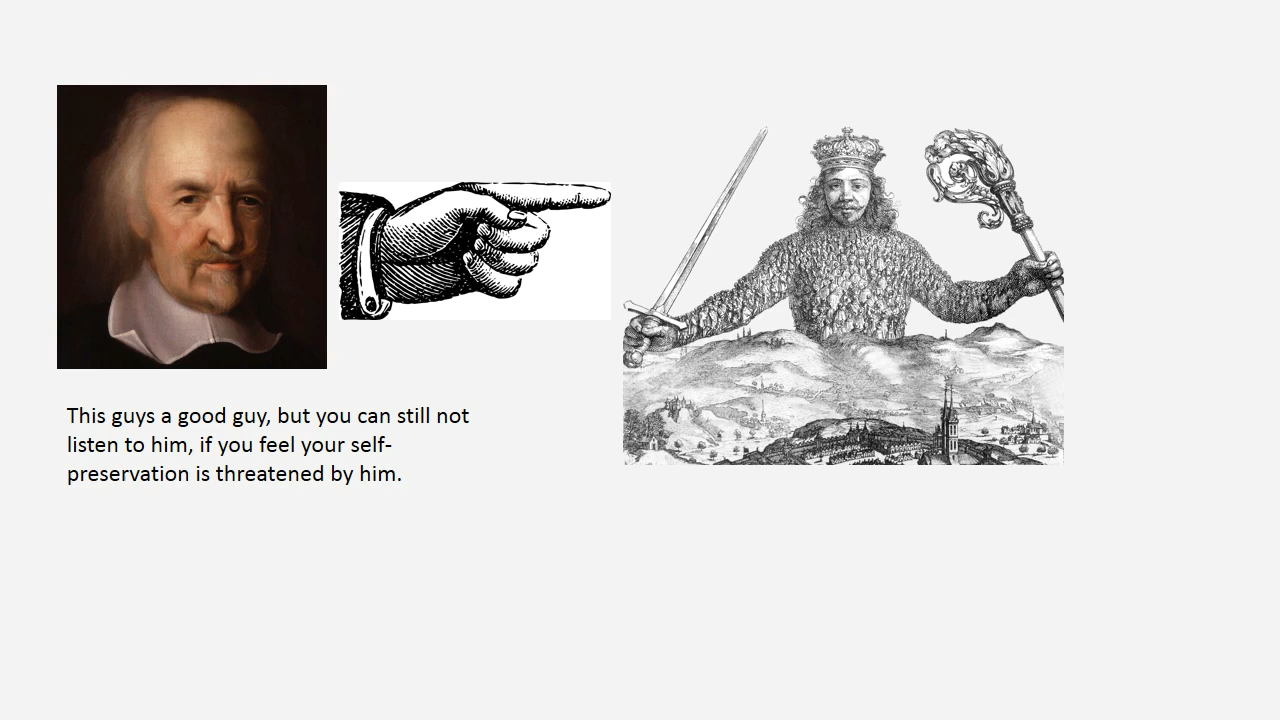 This guys a good guy, but you can still not
listen to him, if you feel your self-
preservation is threatened by him.